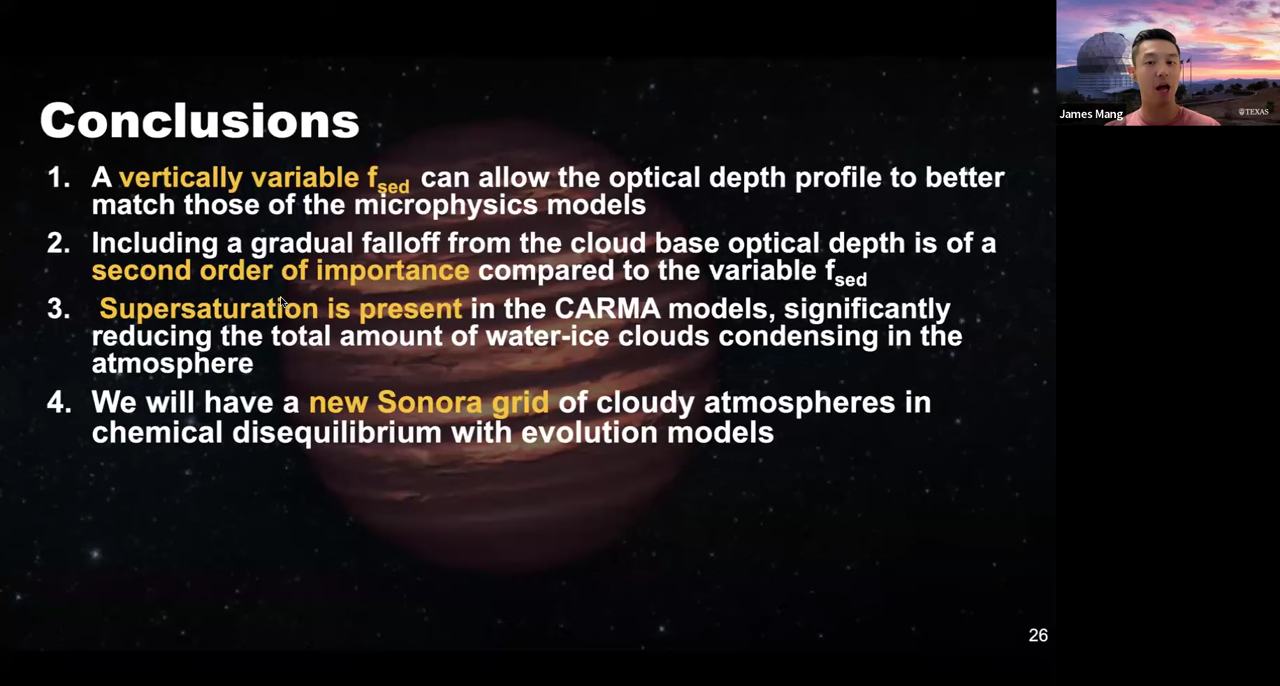 Conclusions
1. A vertically variable fsed can allow the optical depth profile to better
match those of the microphysics models
2. Including a gradual falloff from the cloud base optical depth is of a
second order of importance compared to the variable fsed
3. Supersaturation is present in the CARMA models, significantly
reducing the total amount of water-ice clouds condensing in the
atmosphere
4. We will have a new Sonora grid of cloudy atmospheres in
chemical disequilibrium with evolution models
26
James Mang
TEXAS